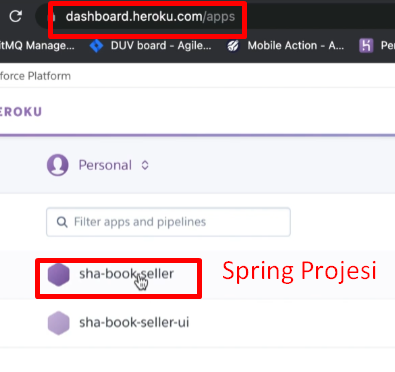 dashboard.heroku.com/apps
itMQ Manage... DUV board - Agile... Mobile Action - A... Pe
force Platform
EROKU
Personal
Filter apps and pipelines
sha-book-seller Spring Projesi
sha-book-seller-ui